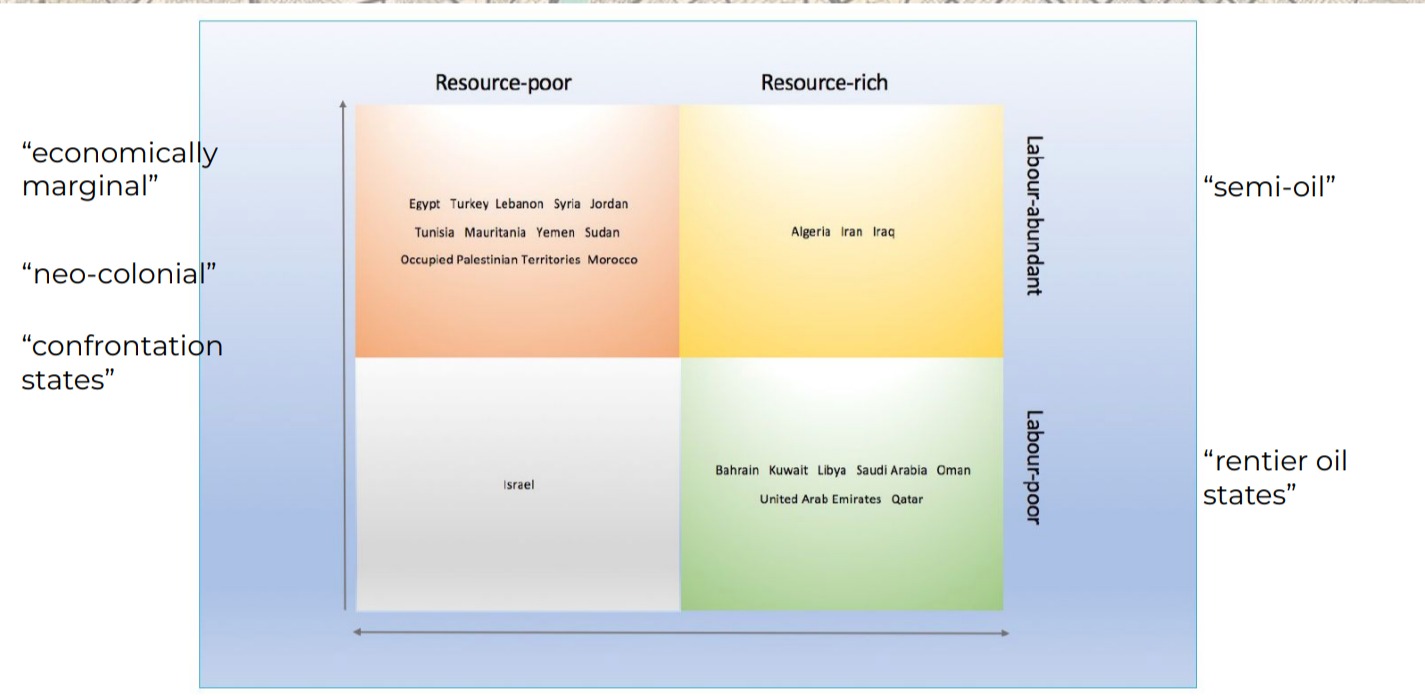 Resource-poor
Resource-rich
“economically
marginal”
“neo-colonial”
“confrontation
states”
Egypt Turkey Lebanon Syria Jordan
Tunisia Mauritania Yemen Sudan
Occupied Palestinian Territories Morocco
Algeria Iran Iraq
Labour-abundant
“semi-oil”
Israel
Bahrain Kuwait Libya Saudi Arabia Oman
United Arab Emirates Qatar
Labour-poor
“rentier oil
states”